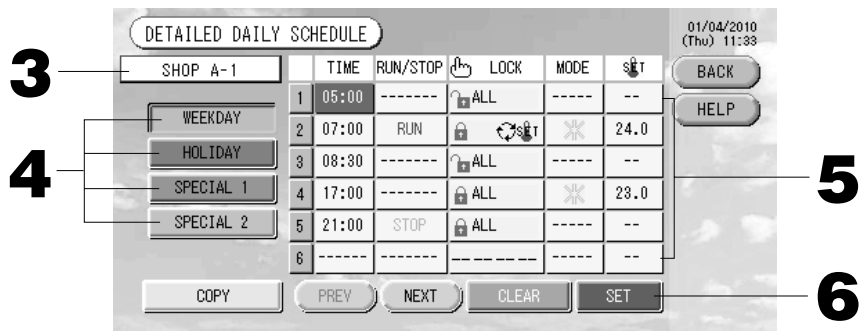 DETAILED DAILY SCHEDULE
01/04/2010
(Thu) 11:33
3
SHOP A-1
TIME RUN/STOP LOCK MODE SET
BACK
HELP
4
WEEKDAY
HOLIDAY
SPECIAL 1
SPECIAL 2
1 05:00 ------- ALL ----- --
2 07:00 RUN SET 24.0
3 08:30 ------- ALL ----- --
4 17:00 ------- ALL 23.0
5 21:00 STOP ALL ----- --
6 ------ ------- -------- ----- --
5
COPY
PREV
NEXT
CLEAR
SET
6